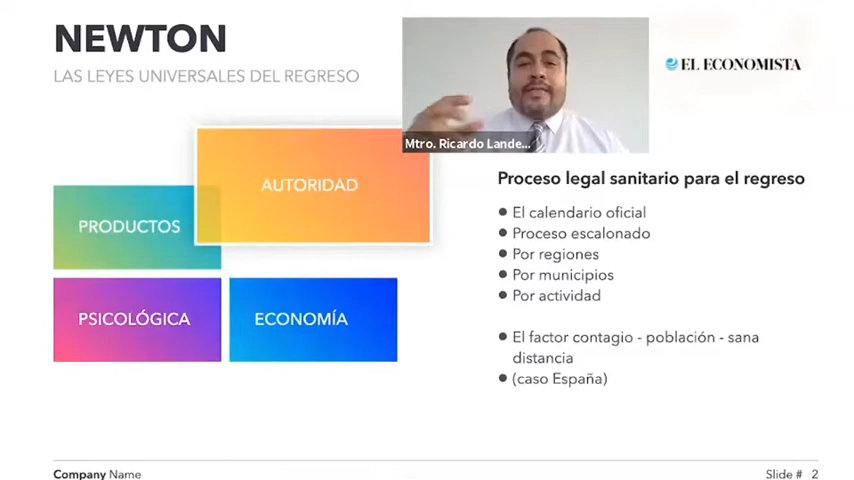 NEWTON
LAS LEYES UNIVERSALES DEL REGRESO
EL ECONOMISTA
Mtro. Ricardo Lande...
AUTORIDAD
PRODUCTOS
PSICOLÓGICA
ECONOMÍA
Proceso legal sanitario para el regreso
El calendario oficial
Proceso escalonado
Por regiones
Por municipios
Por actividad
El factor contagio - población - sana
distancia
(caso España)
Company Name
Slide # 2